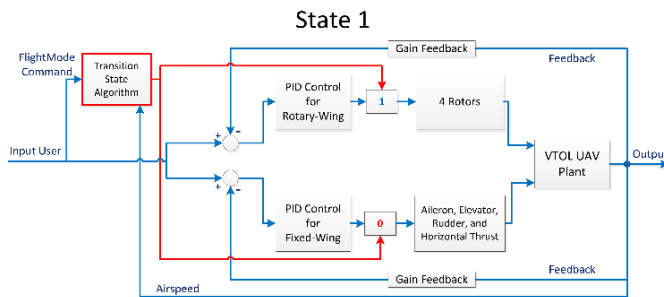 State 1
Gain Feedback
Feedback
FlightMode
Command
Transition
State
Algorithm
PID Control
for
Rotary-Wing
1
4 Rotors
+
-
Input User
VTOL UAV
Plant
Output
-
+
PID Control
for
Fixed-Wing
0
Aileron, Elevator,
Rudder, and
Horizontal Thrust
Gain Feedback
Feedback
Airspeed